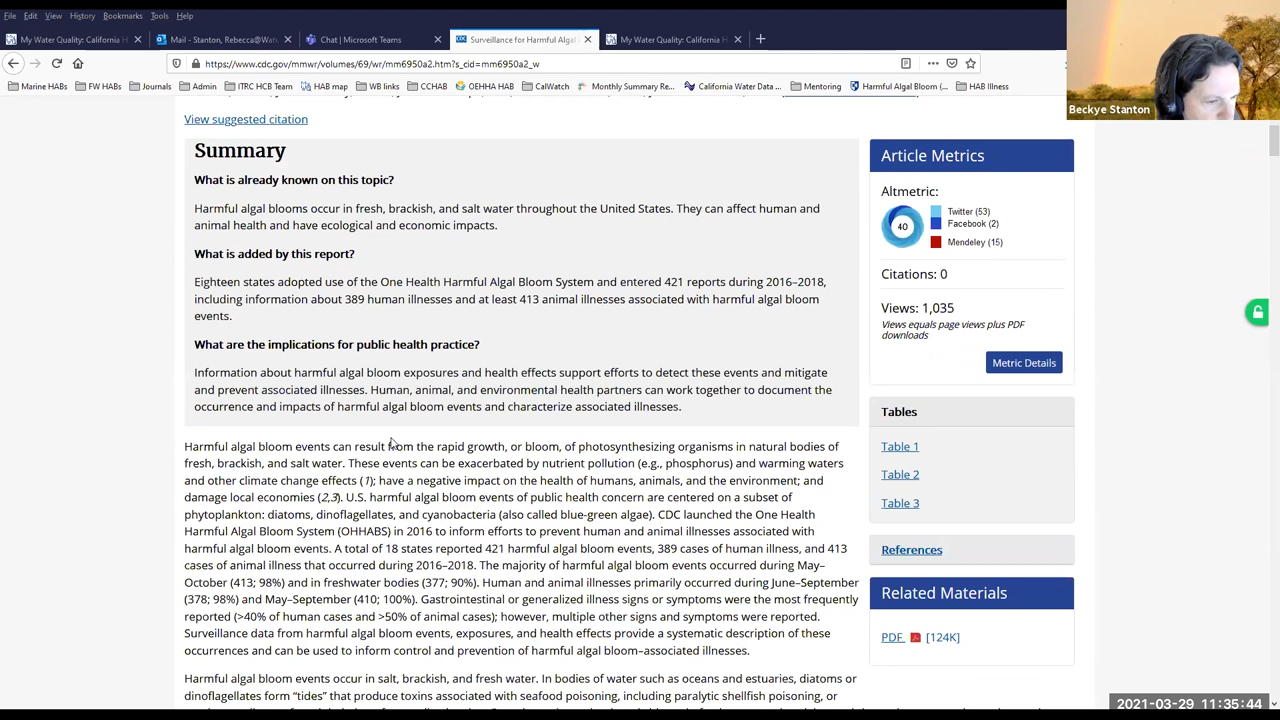 File Edit View History Bookmarks Tools Help
My Water Quality: California H
Mail - Stanton, Rebecca@Wate
Chat | Microsoft Teams
Surveillance for Harmful Algal
My Water Quality: California H
https://www.cdc.gov/mmwr/volumes/69/wr/mm6950a2.htm?s_cid=mm6950a2_w
Marine HABs FW HABs Journals Admin ITRC HCB Team HAB map WB links CCHAB OEHHA HAB CalWatch Monthly Summary Re... California Water Data ... Mentoring Harmful Algal Bloom (... HAB Illness
Beckye Stanton
View suggested citation
Summary
What is already known on this topic?
Harmful algal blooms occur in fresh, brackish, and salt water throughout the United States. They can affect human and
animal health and have ecological and economic impacts.
What is added by this report?
Eighteen states adopted use of the One Health Harmful Algal Bloom System and entered 421 reports during 2016–2018,
including information about 389 human illnesses and at least 413 animal illnesses associated with harmful algal bloom
events.
What are the implications for public health practice?
Information about harmful algal bloom exposures and health effects support efforts to detect these events and mitigate
and prevent associated illnesses. Human, animal, and environmental health partners can work together to document the
occurrence and impacts of harmful algal bloom events and characterize associated illnesses.
Harmful algal bloom events can result from the rapid growth, or bloom, of photosynthesizing organisms in natural bodies of
fresh, brackish, and salt water. These events can be exacerbated by nutrient pollution (e.g., phosphorus) and warming waters
and other climate change effects (1); have a negative impact on the health of humans, animals, and the environment; and
damage local economies (2,3). U.S. harmful algal bloom events of public health concern are centered on a subset of
phytoplankton: diatoms, dinoflagellates, and cyanobacteria (also called blue-green algae). CDC launched the One Health
Harmful Algal Bloom System (OHHABS) in 2016 to inform efforts to prevent human and animal illnesses associated with
harmful algal bloom events. A total of 18 states reported 421 harmful algal bloom events, 389 cases of human illness, and 413
cases of animal illness that occurred during 2016–2018. The majority of harmful algal bloom events occurred during May–
October (413; 98%) and in freshwater bodies (377; 90%). Human and animal illnesses primarily occurred during June–September
(378; 98%) and May–September (410; 100%). Gastrointestinal or generalized illness signs or symptoms were the most frequently
reported (>40% of human cases and >50% of animal cases); however, multiple other signs and symptoms were reported.
Surveillance data from harmful algal bloom events, exposures, and health effects provide a systematic description of these
occurrences and can be used to inform control and prevention of harmful algal bloom–associated illnesses.
Harmful algal bloom events occur in salt, brackish, and fresh water. In bodies of water such as oceans and estuaries, diatoms or
dinoflagellates form “tides” that produce toxins associated with seafood poisoning, including paralytic shellfish poisoning, or
Article Metrics
Altmetric:
40
Twitter (53)
Facebook (2)
Mendeley (15)
Citations: 0
Views: 1,035
Views equals page views plus PDF
downloads
Metric Details
Tables
Table 1
Table 2
Table 3
References
Related Materials
PDF [124K]
2021-03-29 11:35:44